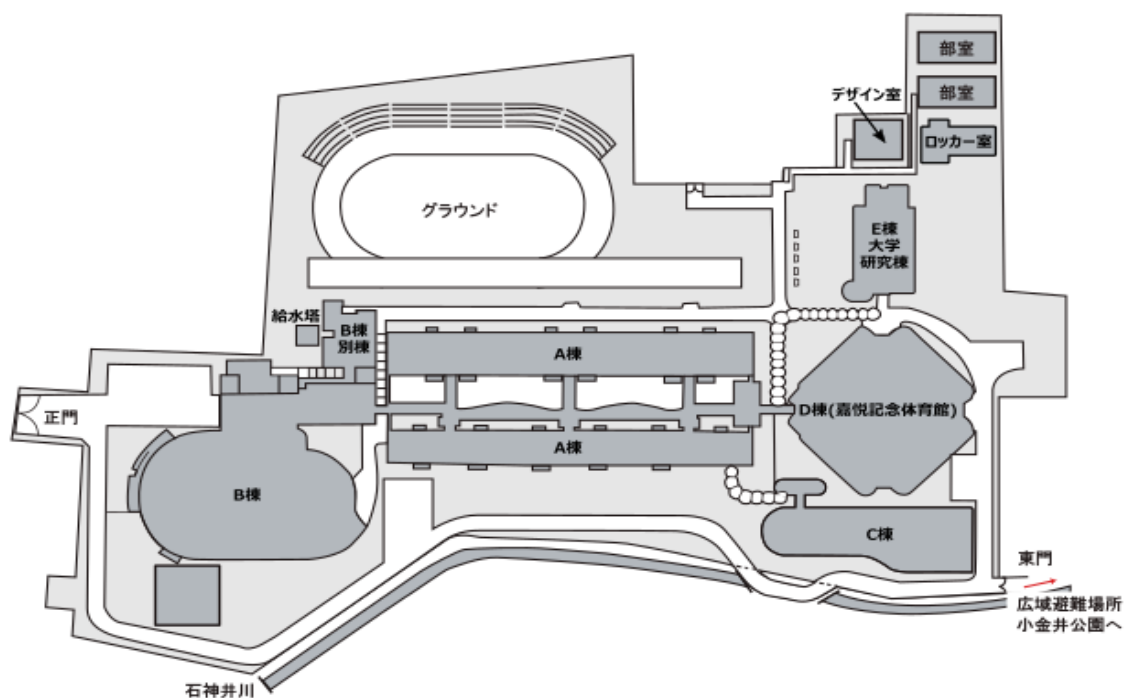 部室
デザイン室
部室
ロッカー室
グラウンド
E棟
大学
研究棟
給水塔
B棟
別棟
A棟
正門
D棟(嘉悦記念体育館)
A棟
B棟
C棟
東門
広域避難場所
小金井公園へ
石神井川